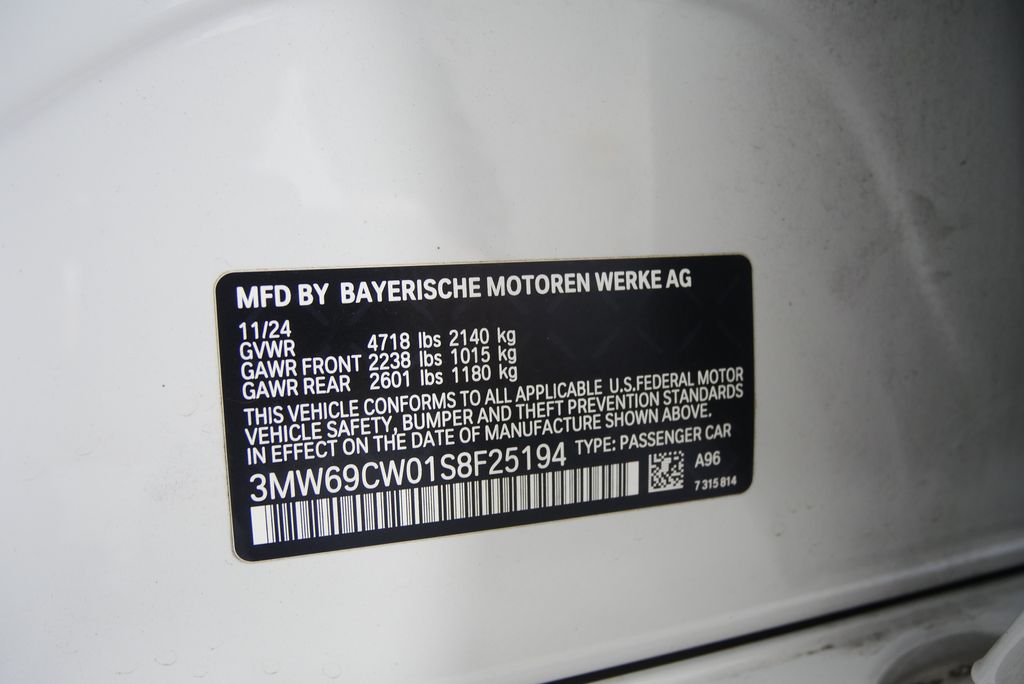 MFD BY BAYERISCHE MOTOREN WERKE AG
11/24
GVWR 4718 lbs 2140 kg
GAWR FRONT 2238 lbs 1015 kg
GAWR REAR 2601 lbs 1180 kg
THIS VEHICLE CONFORMS TO ALL APPLICABLE U.S.FEDERAL MOTOR
VEHICLE SAFETY, BUMPER AND THEFT PREVENTION STANDARDS
IN EFFECT ON THE DATE OF MANUFACTURE SHOWN ABOVE.
3MW69CW01S8F25194 TYPE: PASSENGER CAR
A96
7 315 814